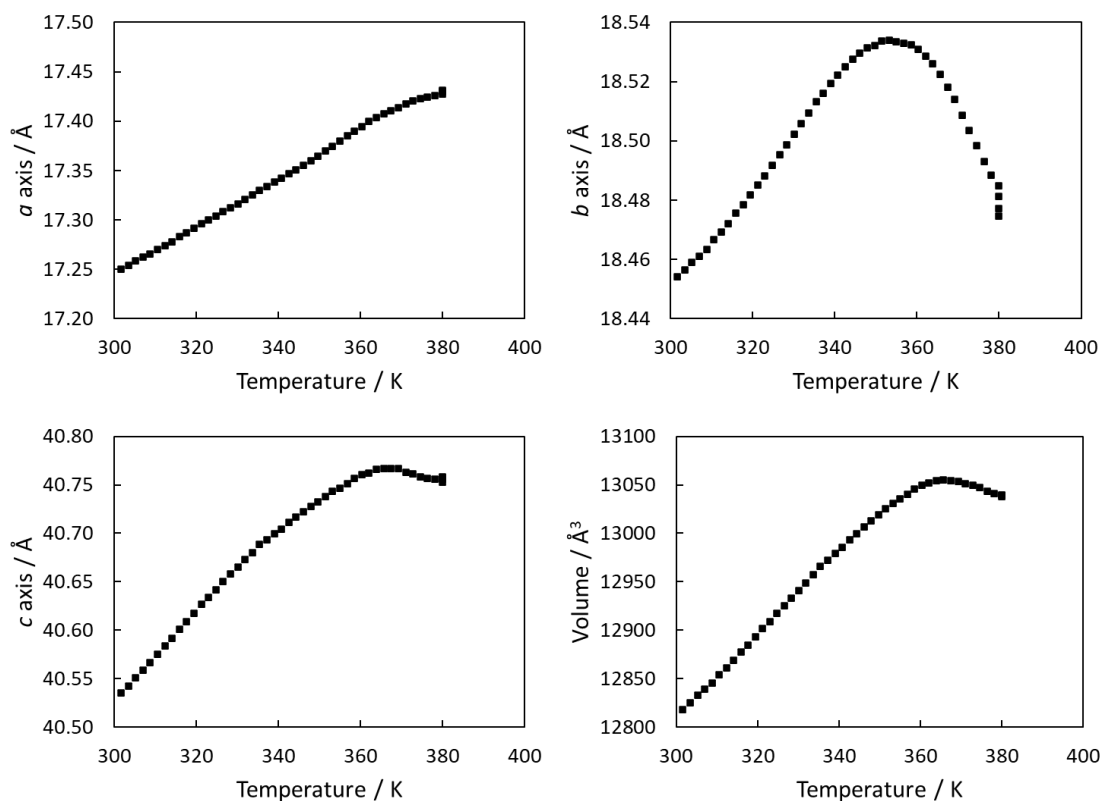 17.50
17.45
17.40
17.35
17.30
17.25
17.20
a axis / Å
300 320 340 360 380 400
Temperature / K
18.54
18.52
18.50
18.48
18.46
18.44
b axis / Å
300 320 340 360 380 400
Temperature / K
40.80
40.75
40.70
40.65
40.60
40.55
40.50
c axis / Å
300 320 340 360 380 400
Temperature / K
13100
13050
13000
12950
12900
12850
12800
Volume / Å³
300 320 340 360 380 400
Temperature / K